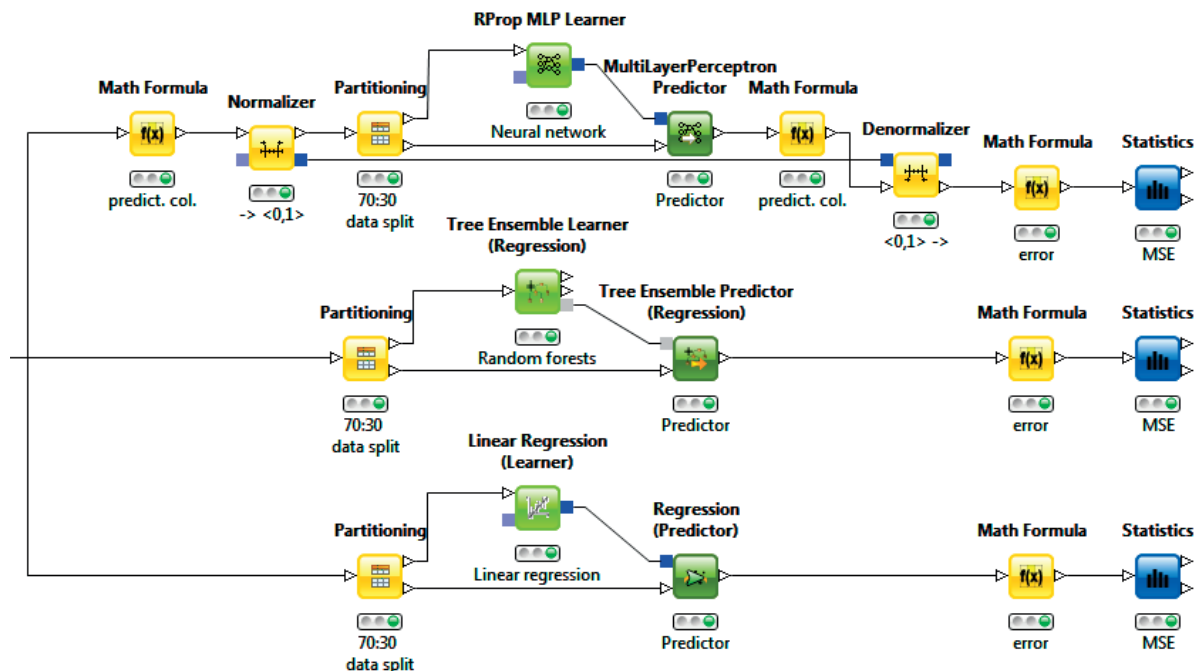 RProp MLP Learner
Neural network
Math Formula
f(x)
predict. col.
Normalizer
-> <0,1>
Partitioning
70:30
data split
MultiLayerPerceptron
Predictor
Predictor
Math Formula
f(x)
predict. col.
Denormalizer
<0,1> ->
Math Formula
f(x)
error
Statistics
MSE
Tree Ensemble Learner
(Regression)
Random forests
Partitioning
70:30
data split
Tree Ensemble Predictor
(Regression)
Predictor
Math Formula
f(x)
error
Statistics
MSE
Linear Regression
(Learner)
Linear regression
Partitioning
70:30
data split
Regression
(Predictor)
Predictor
Math Formula
f(x)
error
Statistics
MSE